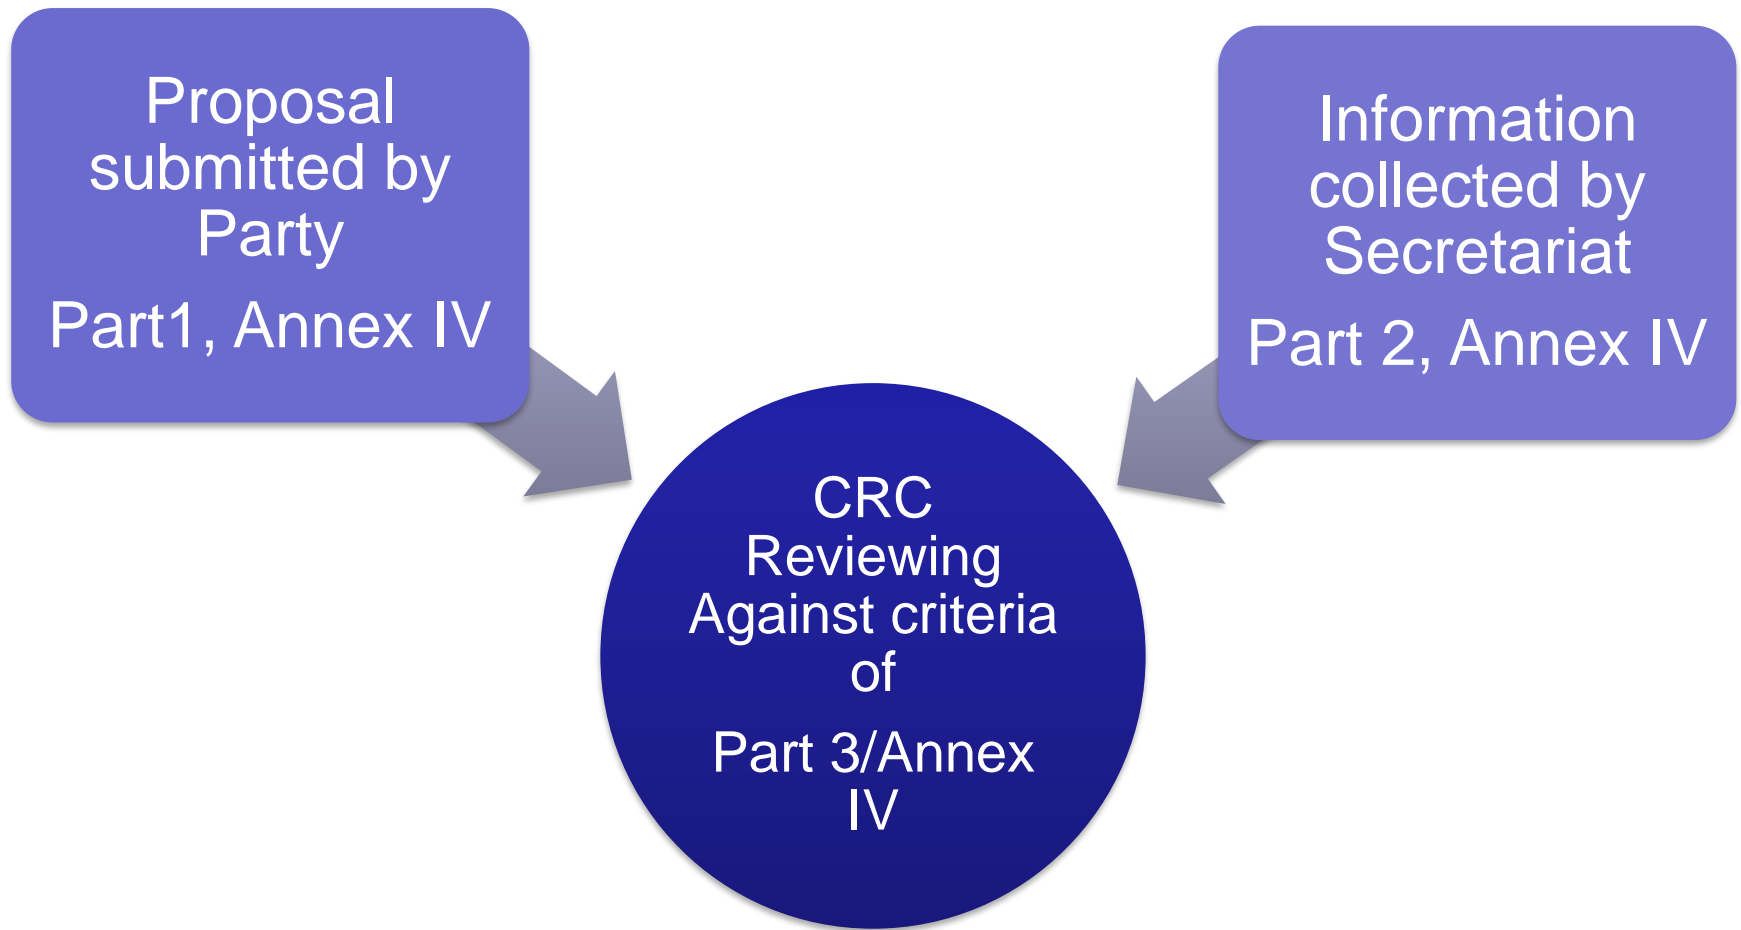 Proposal
submitted by
Party
Part1, Annex IV
Information
collected by
Secretariat
Part 2, Annex IV
CRC
Reviewing
Against criteria
of
Part 3/Annex
IV